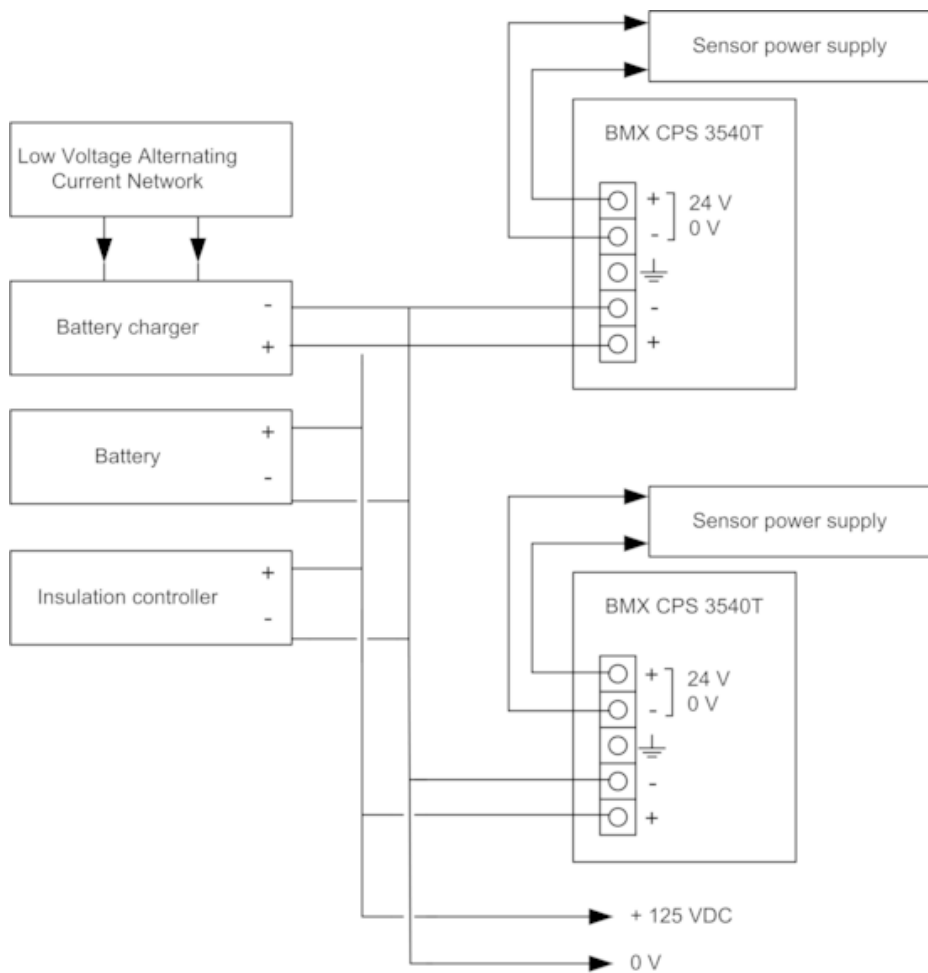 Sensor power supply
BMX CPS 3540T
Low Voltage Alternating
Current Network
+
24 V
-
0 V
-
Battery charger
-
+
+
+
Battery
-
Sensor power supply
+
Insulation controller
-
BMX CPS 3540T
+
24 V
-
0 V
-
+
+ 125 VDC
0 V